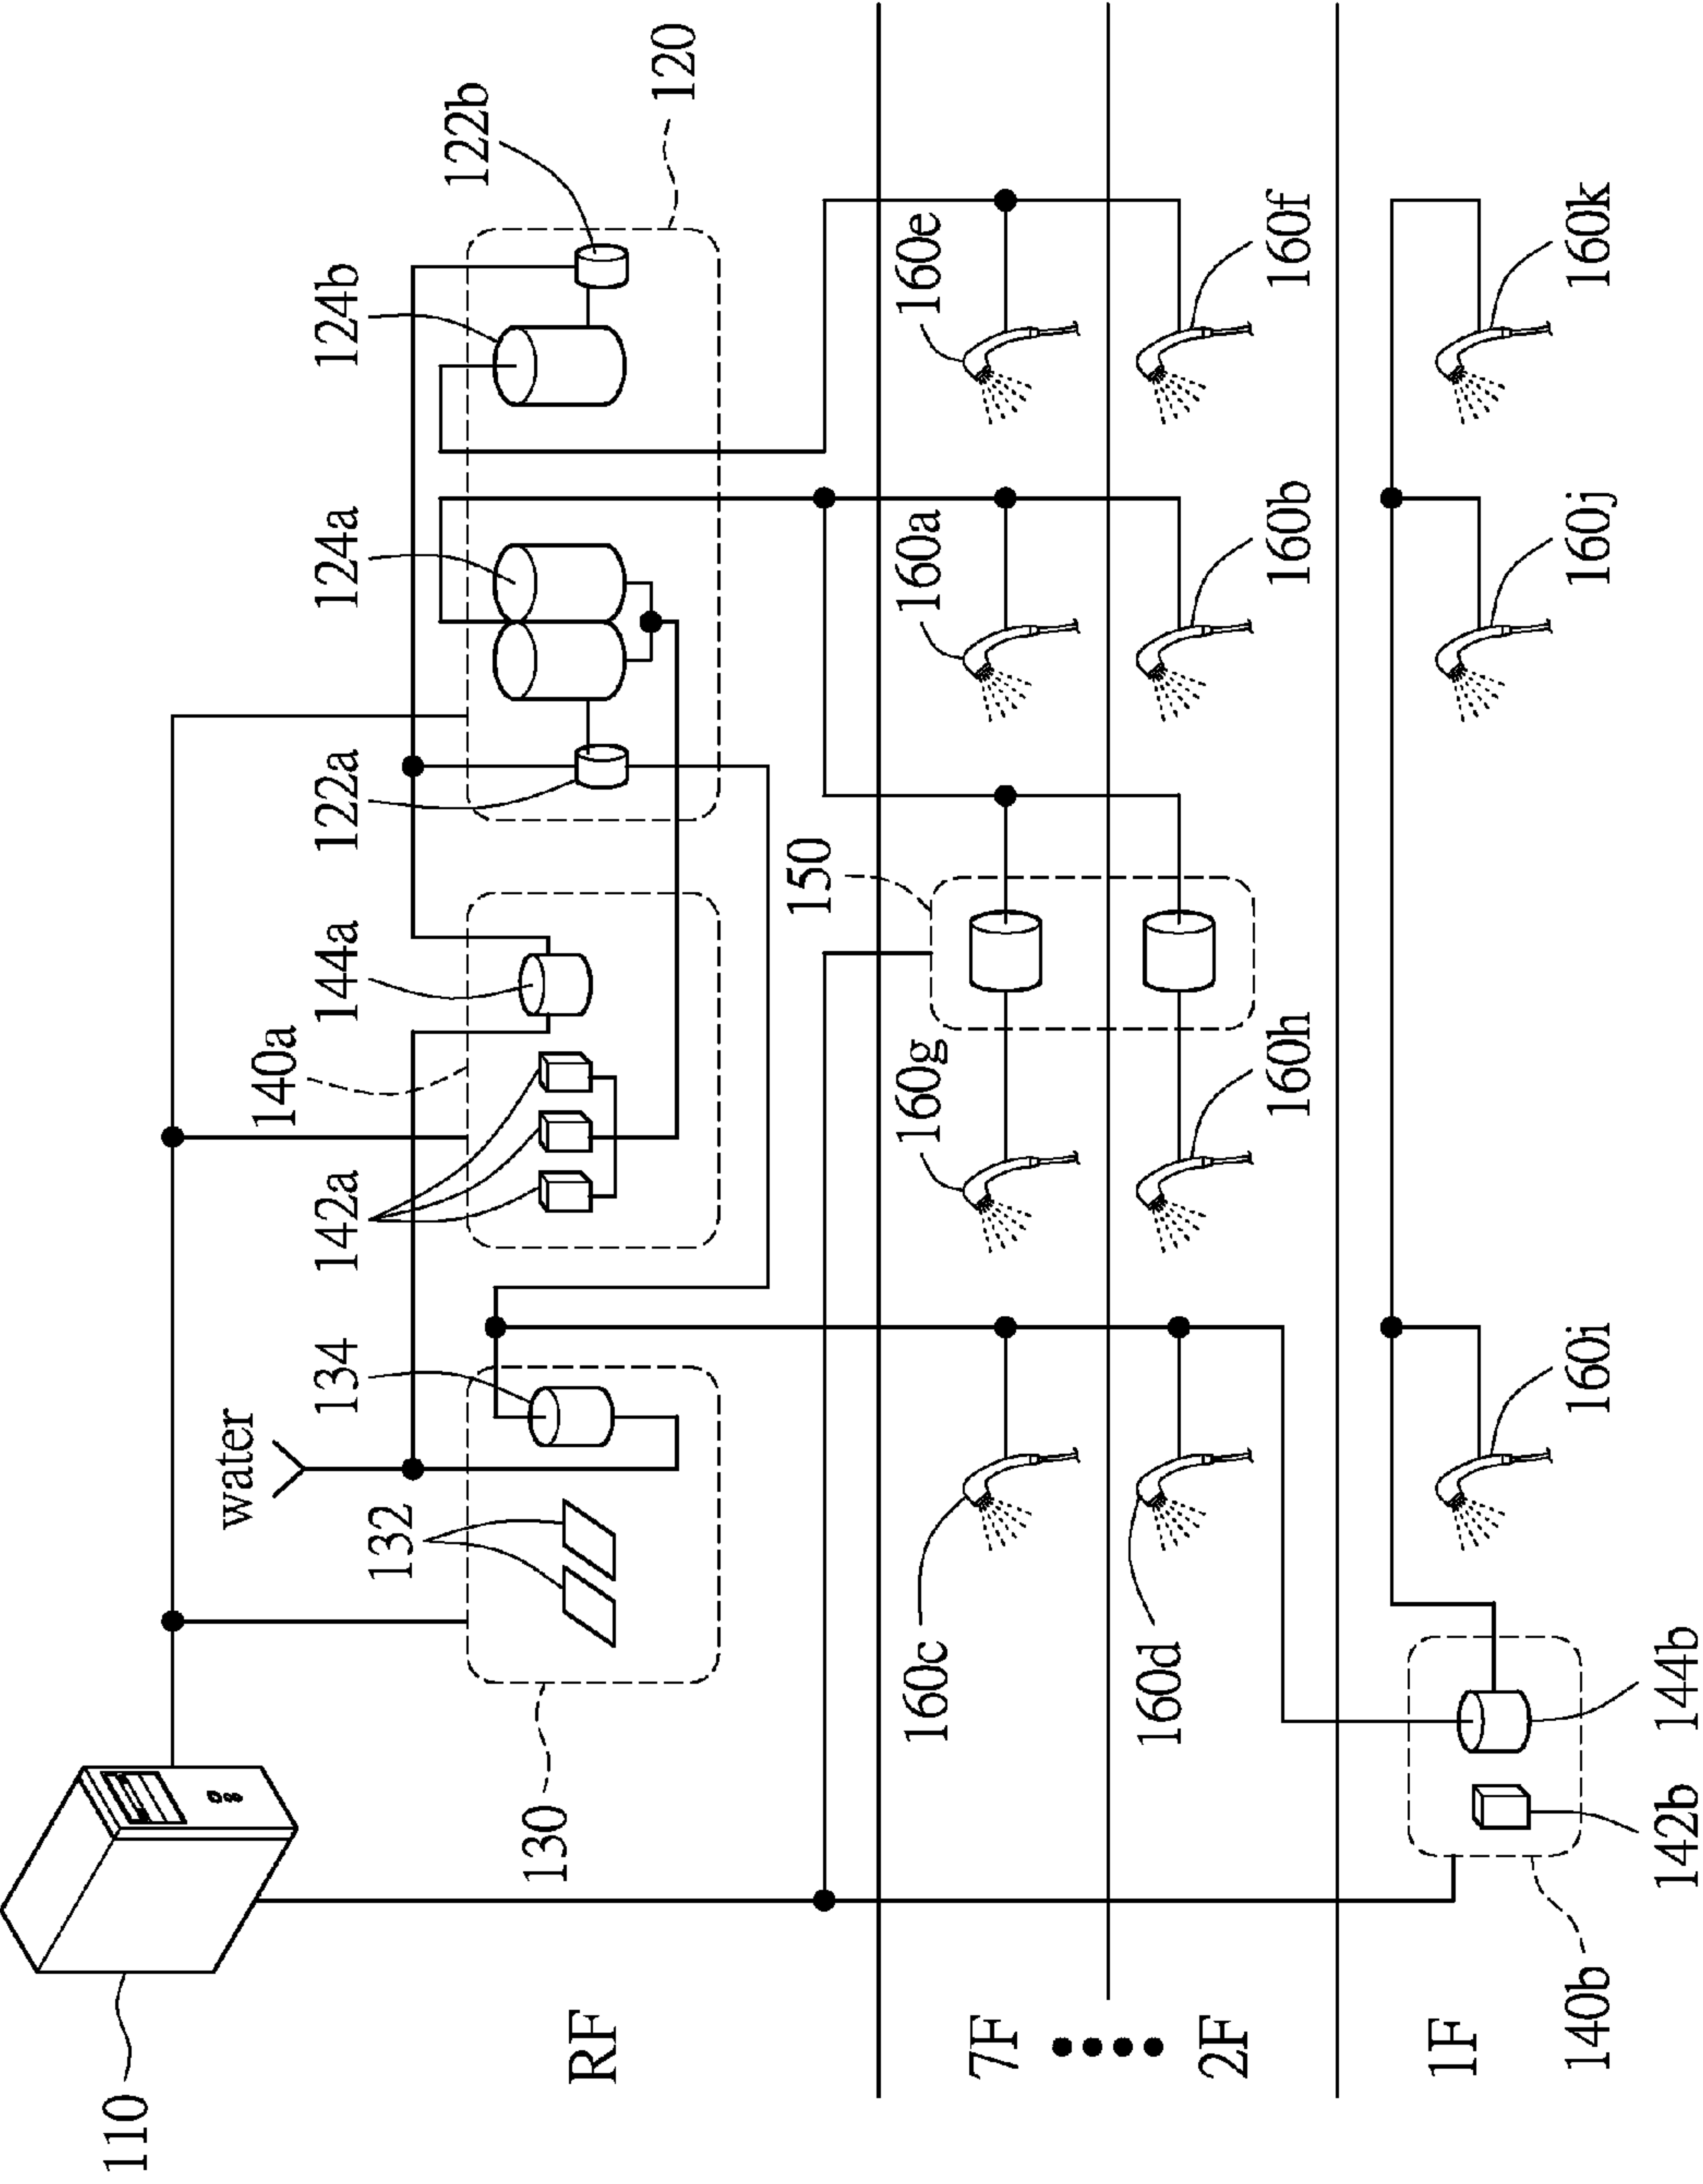 110
water
140a
134 142a 144a 122a 124a 124b
132
122b
130
RF
120
150
160c 160g 160a 160e
7F
160d
2F
160h 160b 160f
1F
140b 160i 160j 160k
142b 144b